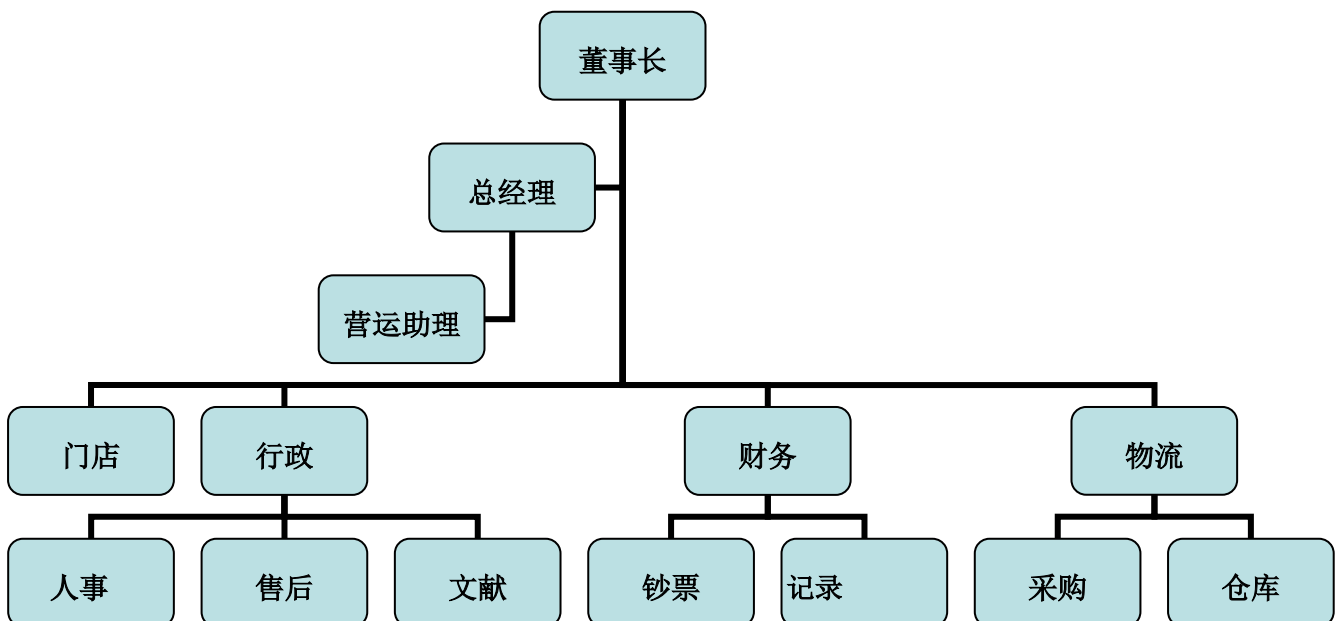 董事长
总经理
营运助理
门店
行政
财务
物流
人事
售后
文献
钞票
记录
采购
仓库